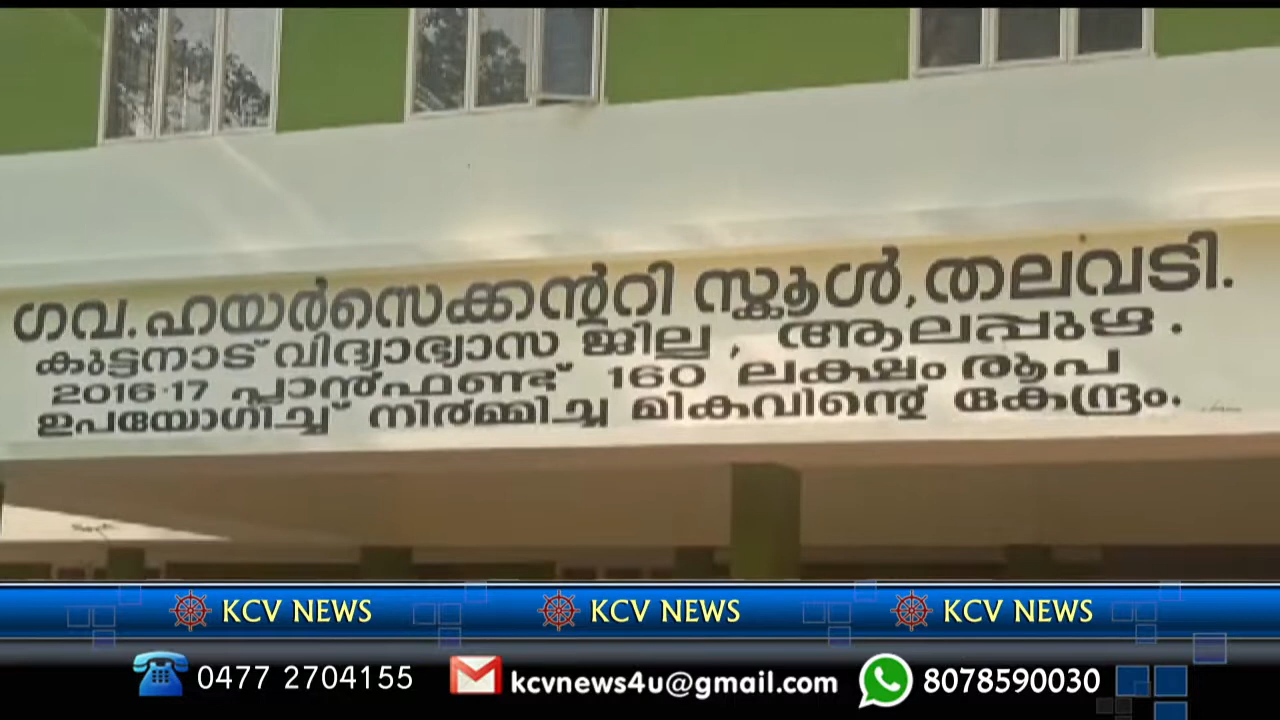 ഗവ.ഹയർസെക്കൻ്ററി സ്കൂൾ,തലവടി.
കുട്ടനാട് വിദ്യാഭ്യാസ ജില്ല , ആലപ്പുഴ.
2016-17 പ്ലാൻഫണ്ട് 160 ലക്ഷം രൂപ
ഉപയോഗിച്ച് നിർമ്മിച്ച മികവിൻ്റെ കേന്ദ്രം.
KCV NEWS KCV NEWS KCV NEWS
0477 2704155 kcvnews4u@gmail.com 8078590030